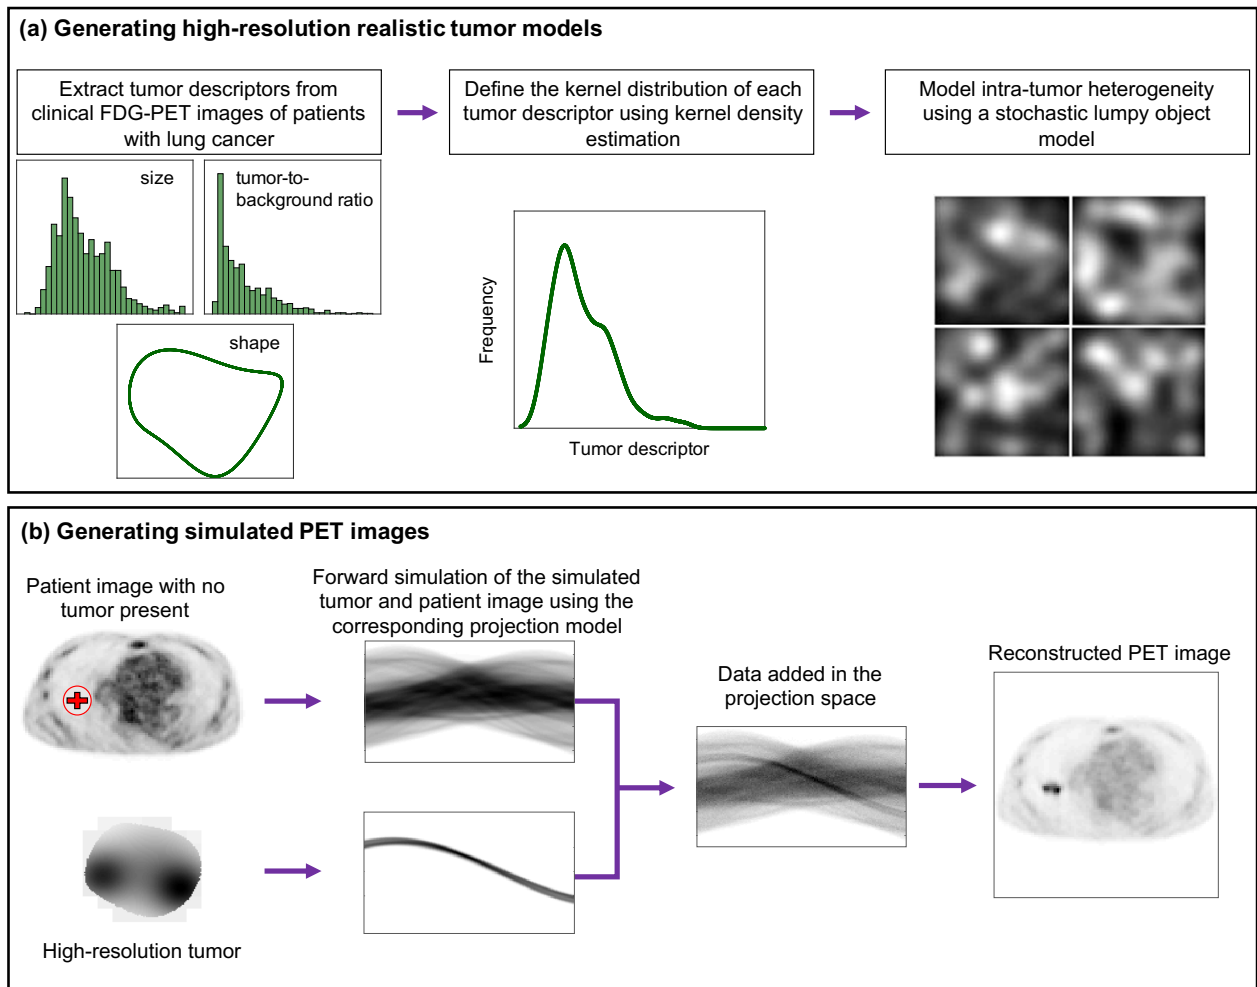 (a) Generating high-resolution realistic tumor models
Extract tumor descriptors from
clinical FDG-PET images of patients
with lung cancer
Define the kernel distribution of each
tumor descriptor using kernel density
estimation
Model intra-tumor heterogeneity
using a stochastic lumpy object
model
size
tumor-to-
background ratio
shape
Frequency
Tumor descriptor
(b) Generating simulated PET images
Patient image with no
tumor present
Forward simulation of the simulated
tumor and patient image using the
corresponding projection model
Data added in the
projection space
Reconstructed PET image
High-resolution tumor